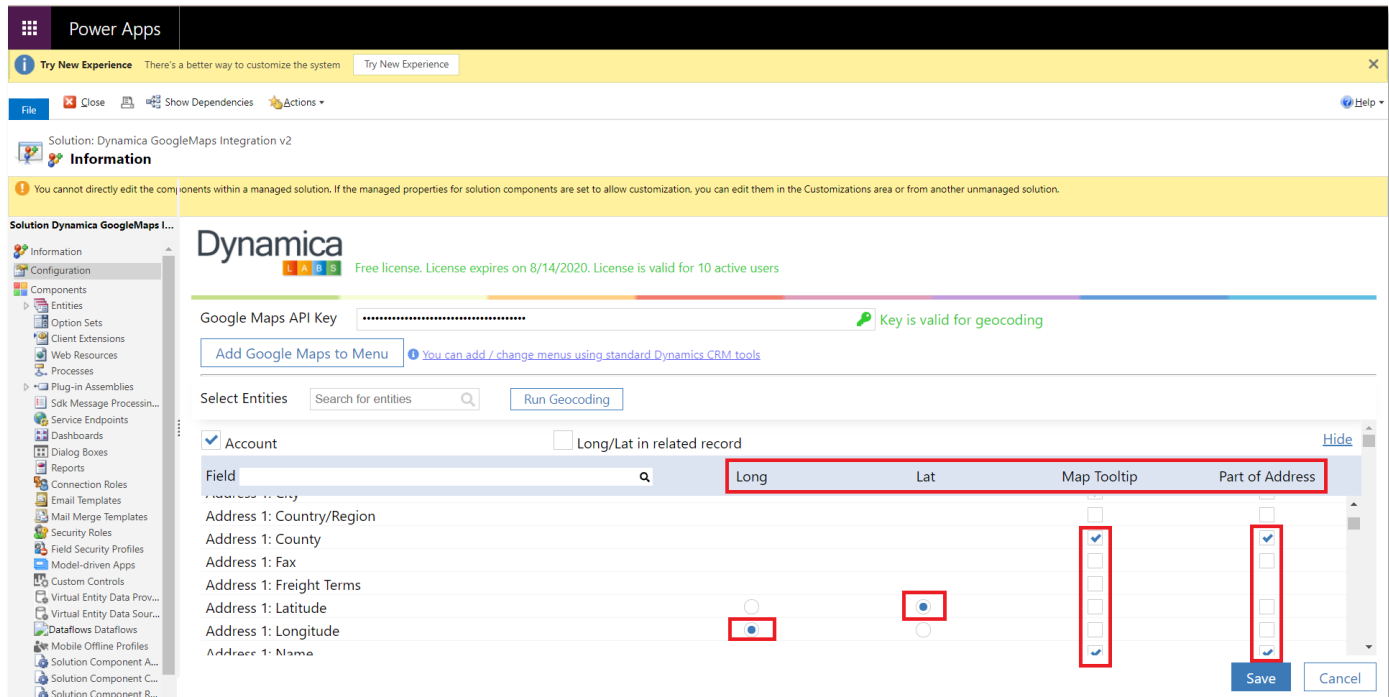 Power Apps
Try New Experience There's a better way to customize the system Try New Experience
File Close Show Dependencies Actions Help
Solution: Dynamica GoogleMaps Integration v2
Information
You cannot directly edit the components within a managed solution. If the managed properties for solution components are set to allow customization, you can edit them in the Customizations area or from another unmanaged solution.
Solution Dynamica GoogleMaps I...
Information
Configuration
Components
Entities
Option Sets
Client Extensions
Web Resources
Processes
Plug-in Assemblies
Sdk Message Processin...
Service Endpoints
Dashboards
Dialog Boxes
Reports
Connection Roles
Email Templates
Mail Merge Templates
Security Roles
Field Security Profiles
Model-driven Apps
Custom Controls
Virtual Entity Data Prov...
Virtual Entity Data Sour...
Dataflows Dataflows
Mobile Offline Profiles
Solution Component A...
Solution Component C...
Solution Component R...
Dynamica
LABS
Free license. License expires on 8/14/2020. License is valid for 10 active users
Google Maps API Key Key is valid for geocoding
Add Google Maps to Menu You can add / change menus using standard Dynamics CRM tools
Select Entities Search for entities Run Geocoding
Account Long/Lat in related record Hide
Field Long Lat Map Tooltip Part of Address
Address 1: City
Address 1: Country/Region
Address 1: County
Address 1: Fax
Address 1: Freight Terms
Address 1: Latitude
Address 1: Longitude
Address 1: Name
Save Cancel